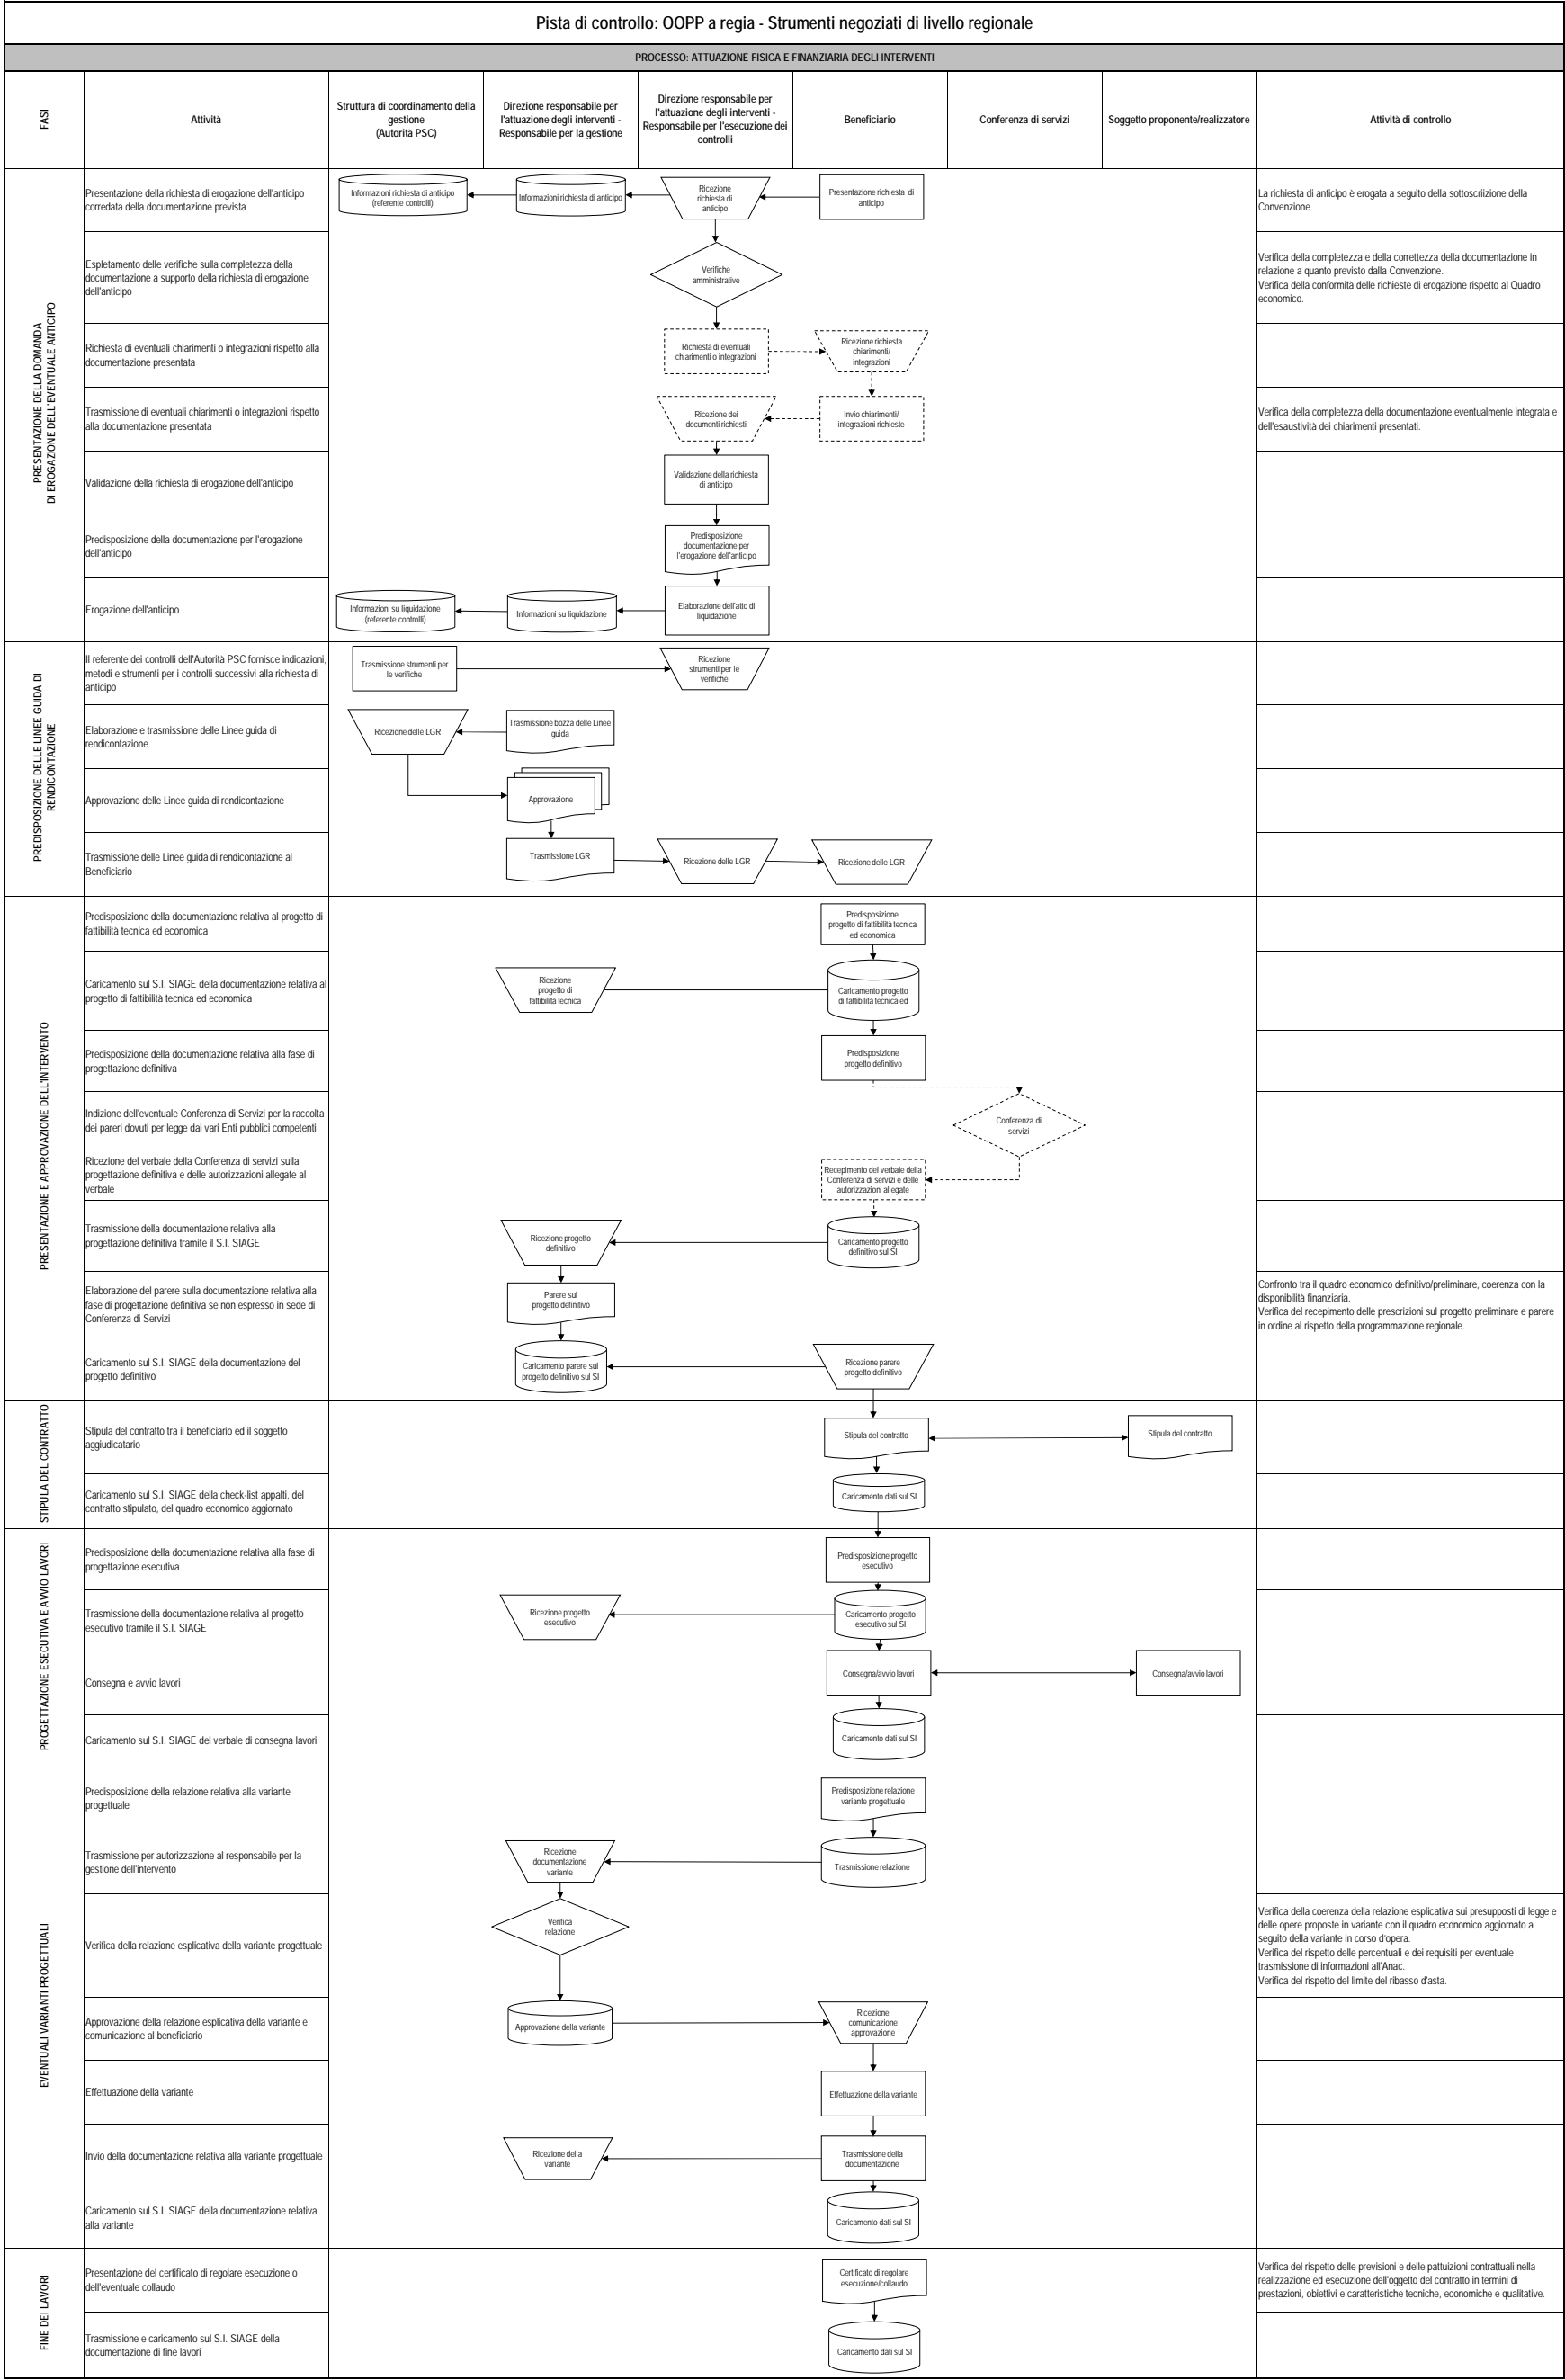 Pista di controllo: OOPP a regia - Strumenti negoziati di livello regionale
PROCESSO: ATTUAZIONE FISICA E FINANZIARIA DEGLI INTERVENTI
FASI
Attività
Struttura di coordinamento della
gestione
(Autorità PSC)
Direzione responsabile per
l'attuazione degli interventi -
Responsabile per la gestione
Direzione responsabile per
l'attuazione degli interventi -
Responsabile per l'esecuzione dei
controlli
Beneficiario
Conferenza di servizi
Soggetto proponente/realizzatore
Attività di controllo
PRESENTAZIONE DELLA DOMANDA
DI EROGAZIONE DELL'EVENTUALE ANTICIPO
Presentazione della richiesta di erogazione dell'anticipo
corredata della documentazione prevista
Informazioni richiesta di anticipo
(referente controlli)
Informazioni richiesta di anticipo
Ricezione
richiesta di
anticipo
Presentazione richiesta di
anticipo
La richiesta di anticipo è erogata a seguito della sottoscriizione della
Convenzione
Espletamento delle verifiche sulla completezza della
documentazione a supporto della richiesta di erogazione
dell'anticipo
Verifiche
amministrative
Verifica della completezza e della correttezza della documentazione in
relazione a quanto previsto dalla Convenzione.
Verifica della conformità delle richieste di erogazione rispetto al Quadro
economico.
Richiesta di eventuali chiarimenti o integrazioni rispetto alla
documentazione presentata
Richiesta di eventuali
chiarimenti o integrazioni
Ricezione richiesta
chiarimenti/
integrazioni
Trasmissione di eventuali chiarimenti o integrazioni rispetto
alla documentazione presentata
Ricezione dei
documenti richiesti
Invio chiarimenti/
integrazioni richieste
Verifica della completezza della documentazione eventualmente integrata e
dell'esaustività dei chiarimenti presentati.
Validazione della richiesta di erogazione dell'anticipo
Validazione della richiesta
di anticipo
Predisposizione della documentazione per l'erogazione
dell'anticipo
Predisposizione
documentazione per
l'erogazione dell'anticipo
Erogazione dell'anticipo
Informazioni su liquidazione
(referente controlli)
Informazioni su liquidazione
Elaborazione dell'atto di
liquidazione
PREDISPOSIZIONE DELLE LINEE GUIDA DI
RENDICONTAZIONE
Il referente dei controlli dell'Autorità PSC fornisce indicazioni,
metodi e strumenti per i controlli successivi alla richiesta di
anticipo
Trasmissione strumenti per
le verifiche
Ricezione
strumenti per le
verifiche
Elaborazione e trasmissione delle Linee guida di
rendicontazione
Ricezione delle LGR
Trasmissione bozza delle Linee
guida
Approvazione delle Linee guida di rendicontazione
Approvazione
Trasmissione delle Linee guida di rendicontazione al
Beneficiario
Trasmissione LGR
Ricezione delle LGR
Ricezione delle LGR
PRESENTAZIONE E APPROVAZIONE DELL'INTERVENTO
Predisposizione della documentazione relativa al progetto di
fattibilità tecnica ed economica
Predisposizione
progetto di fattibilità tecnica
ed economica
Caricamento sul S.I. SIAGE della documentazione relativa al
progetto di fattibilità tecnica ed economica
Ricezione
progetto di
fattibilità tecnica
Caricamento progetto
di fattibilità tecnica ed
Predisposizione della documentazione relativa alla fase di
progettazione definitiva
Predisposizione
progetto definitivo
Indizione dell'eventuale Conferenza di Servizi per la raccolta
dei pareri dovuti per legge dai vari Enti pubblici competenti
Conferenza di
servizi
Ricezione del verbale della Conferenza di servizi sulla
progettazione definitiva e delle autorizzazioni allegate al
verbale
Recepimento del verbale della
Conferenza di servizi e delle
autorizzazioni allegate
Trasmissione della documentazione relativa alla
progettazione definitiva tramite il S.I. SIAGE
Ricezione progetto
definitivo
Caricamento progetto
definitivo sul SI
Elaborazione del parere sulla documentazione relativa alla
fase di progettazione definitiva se non espresso in sede di
Conferenza di Servizi
Parere sul
progetto definitivo
Confronto tra il quadro economico definitivo/preliminare, coerenza con la
disponibilità finanziaria.
Verifica del recepimento delle prescrizioni sul progetto preliminare e parere
in ordine al rispetto della programmazione regionale.
Caricamento sul S.I. SIAGE della documentazione del
progetto definitivo
Caricamento parere sul
progetto definitivo sul SI
Ricezione parere
progetto definitivo
STIPULA DEL CONTRATTO
Stipula del contratto tra il beneficiario ed il soggetto
aggiudicatario
Stipula del contratto
Stipula del contratto
Caricamento sul S.I. SIAGE della check-list appalti, del
contratto stipulato, del quadro economico aggiornato
Caricamento dati sul SI
PROGETTAZIONE ESECUTIVA E AVVIO LAVORI
Predisposizione della documentazione relativa alla fase di
progettazione esecutiva
Predisposizione progetto
esecutivo
Trasmissione della documentazione relativa al progetto
esecutivo tramite il S.I. SIAGE
Ricezione progetto
esecutivo
Caricamento progetto
esecutivo sul SI
Consegna e avvio lavori
Consegna/avvio lavori
Consegna/avvio lavori
Caricamento sul S.I. SIAGE del verbale di consegna lavori
Caricamento dati sul SI
EVENTUALI VARIANTI PROGETTUALI
Predisposizione della relazione relativa alla variante
progettuale
Predisposizione relazione
variante progettuale
Trasmissione per autorizzazione al responsabile per la
gestione dell'intervento
Ricezione
documentazione
variante
Trasmissione relazione
Verifica della relazione esplicativa della variante progettuale
Verifica
relazione
Verifica della coerenza della relazione esplicativa sui presupposti di legge e
delle opere proposte in variante con il quadro economico aggiornato a
seguito della variante in corso d'opera.
Verifica del rispetto delle percentuali e dei requisiti per eventuale
trasmissione di informazioni all'Anac.
Verifica del rispetto del limite del ribasso d'asta.
Approvazione della relazione esplicativa della variante e
comunicazione al beneficiario
Approvazione della variante
Ricezione
comunicazione
approvazione
Effettuazione della variante
Effettuazione della variante
Invio della documentazione relativa alla variante progettuale
Ricezione della
variante
Trasmissione della
documentazione
Caricamento sul S.I. SIAGE della documentazione relativa
alla variante
Caricamento dati sul SI
FINE DEI LAVORI
Presentazione del certificato di regolare esecuzione o
dell'eventuale collaudo
Certificato di regolare
esecuzione/collaudo
Verifica del rispetto delle previsioni e delle pattuizioni contrattuali nella
realizzazione ed esecuzione dell'oggetto del contratto in termini di
prestazioni, obiettivi e caratteristiche tecniche, economiche e qualitative.
Trasmissione e caricamento sul S.I. SIAGE della
documentazione di fine lavori
Caricamento dati sul SI